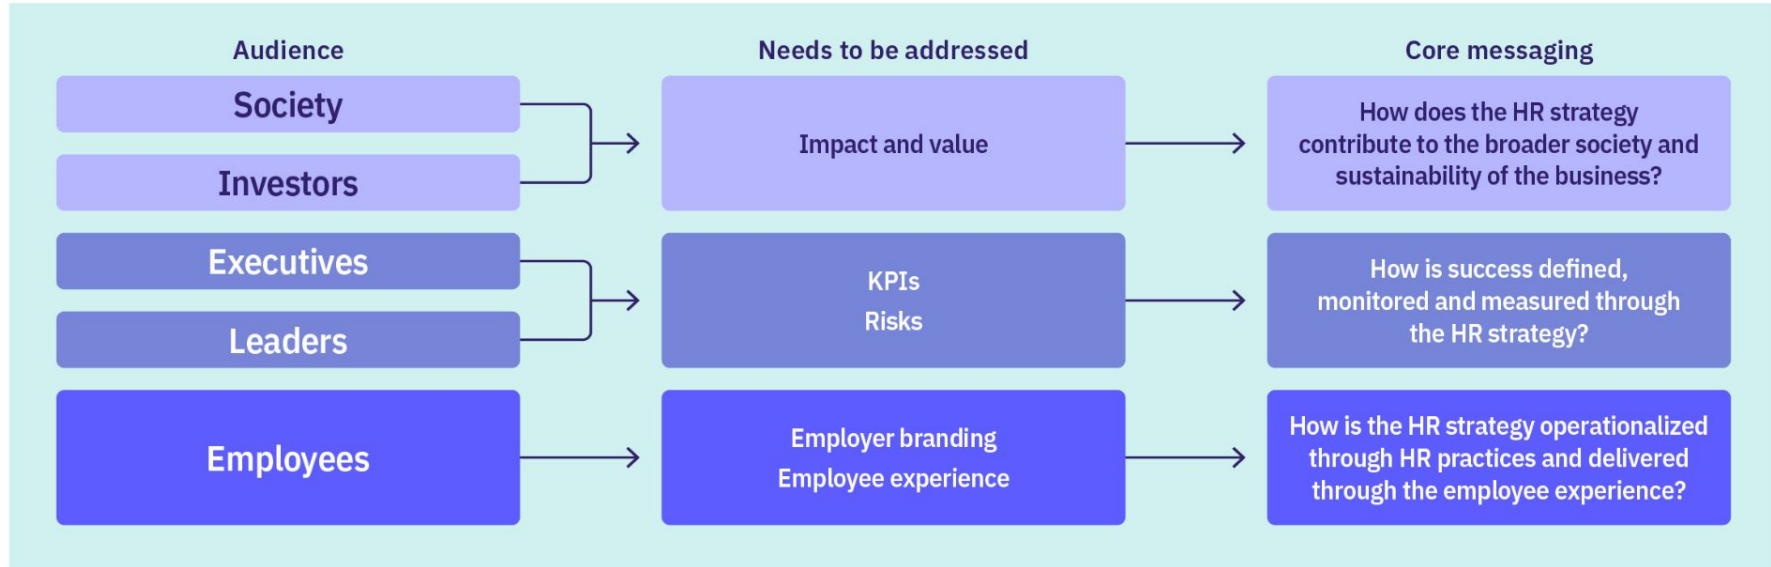 Audience
Needs to be addressed
Core messaging
Society
Investors
Impact and value
How does the HR strategy
contribute to the broader society and
sustainability of the business?
Executives
Leaders
KPIs
Risks
How is success defined,
monitored and measured through
the HR strategy?
Employees
Employer branding
Employee experience
How is the HR strategy operationalized
through HR practices and delivered
through the employee experience?